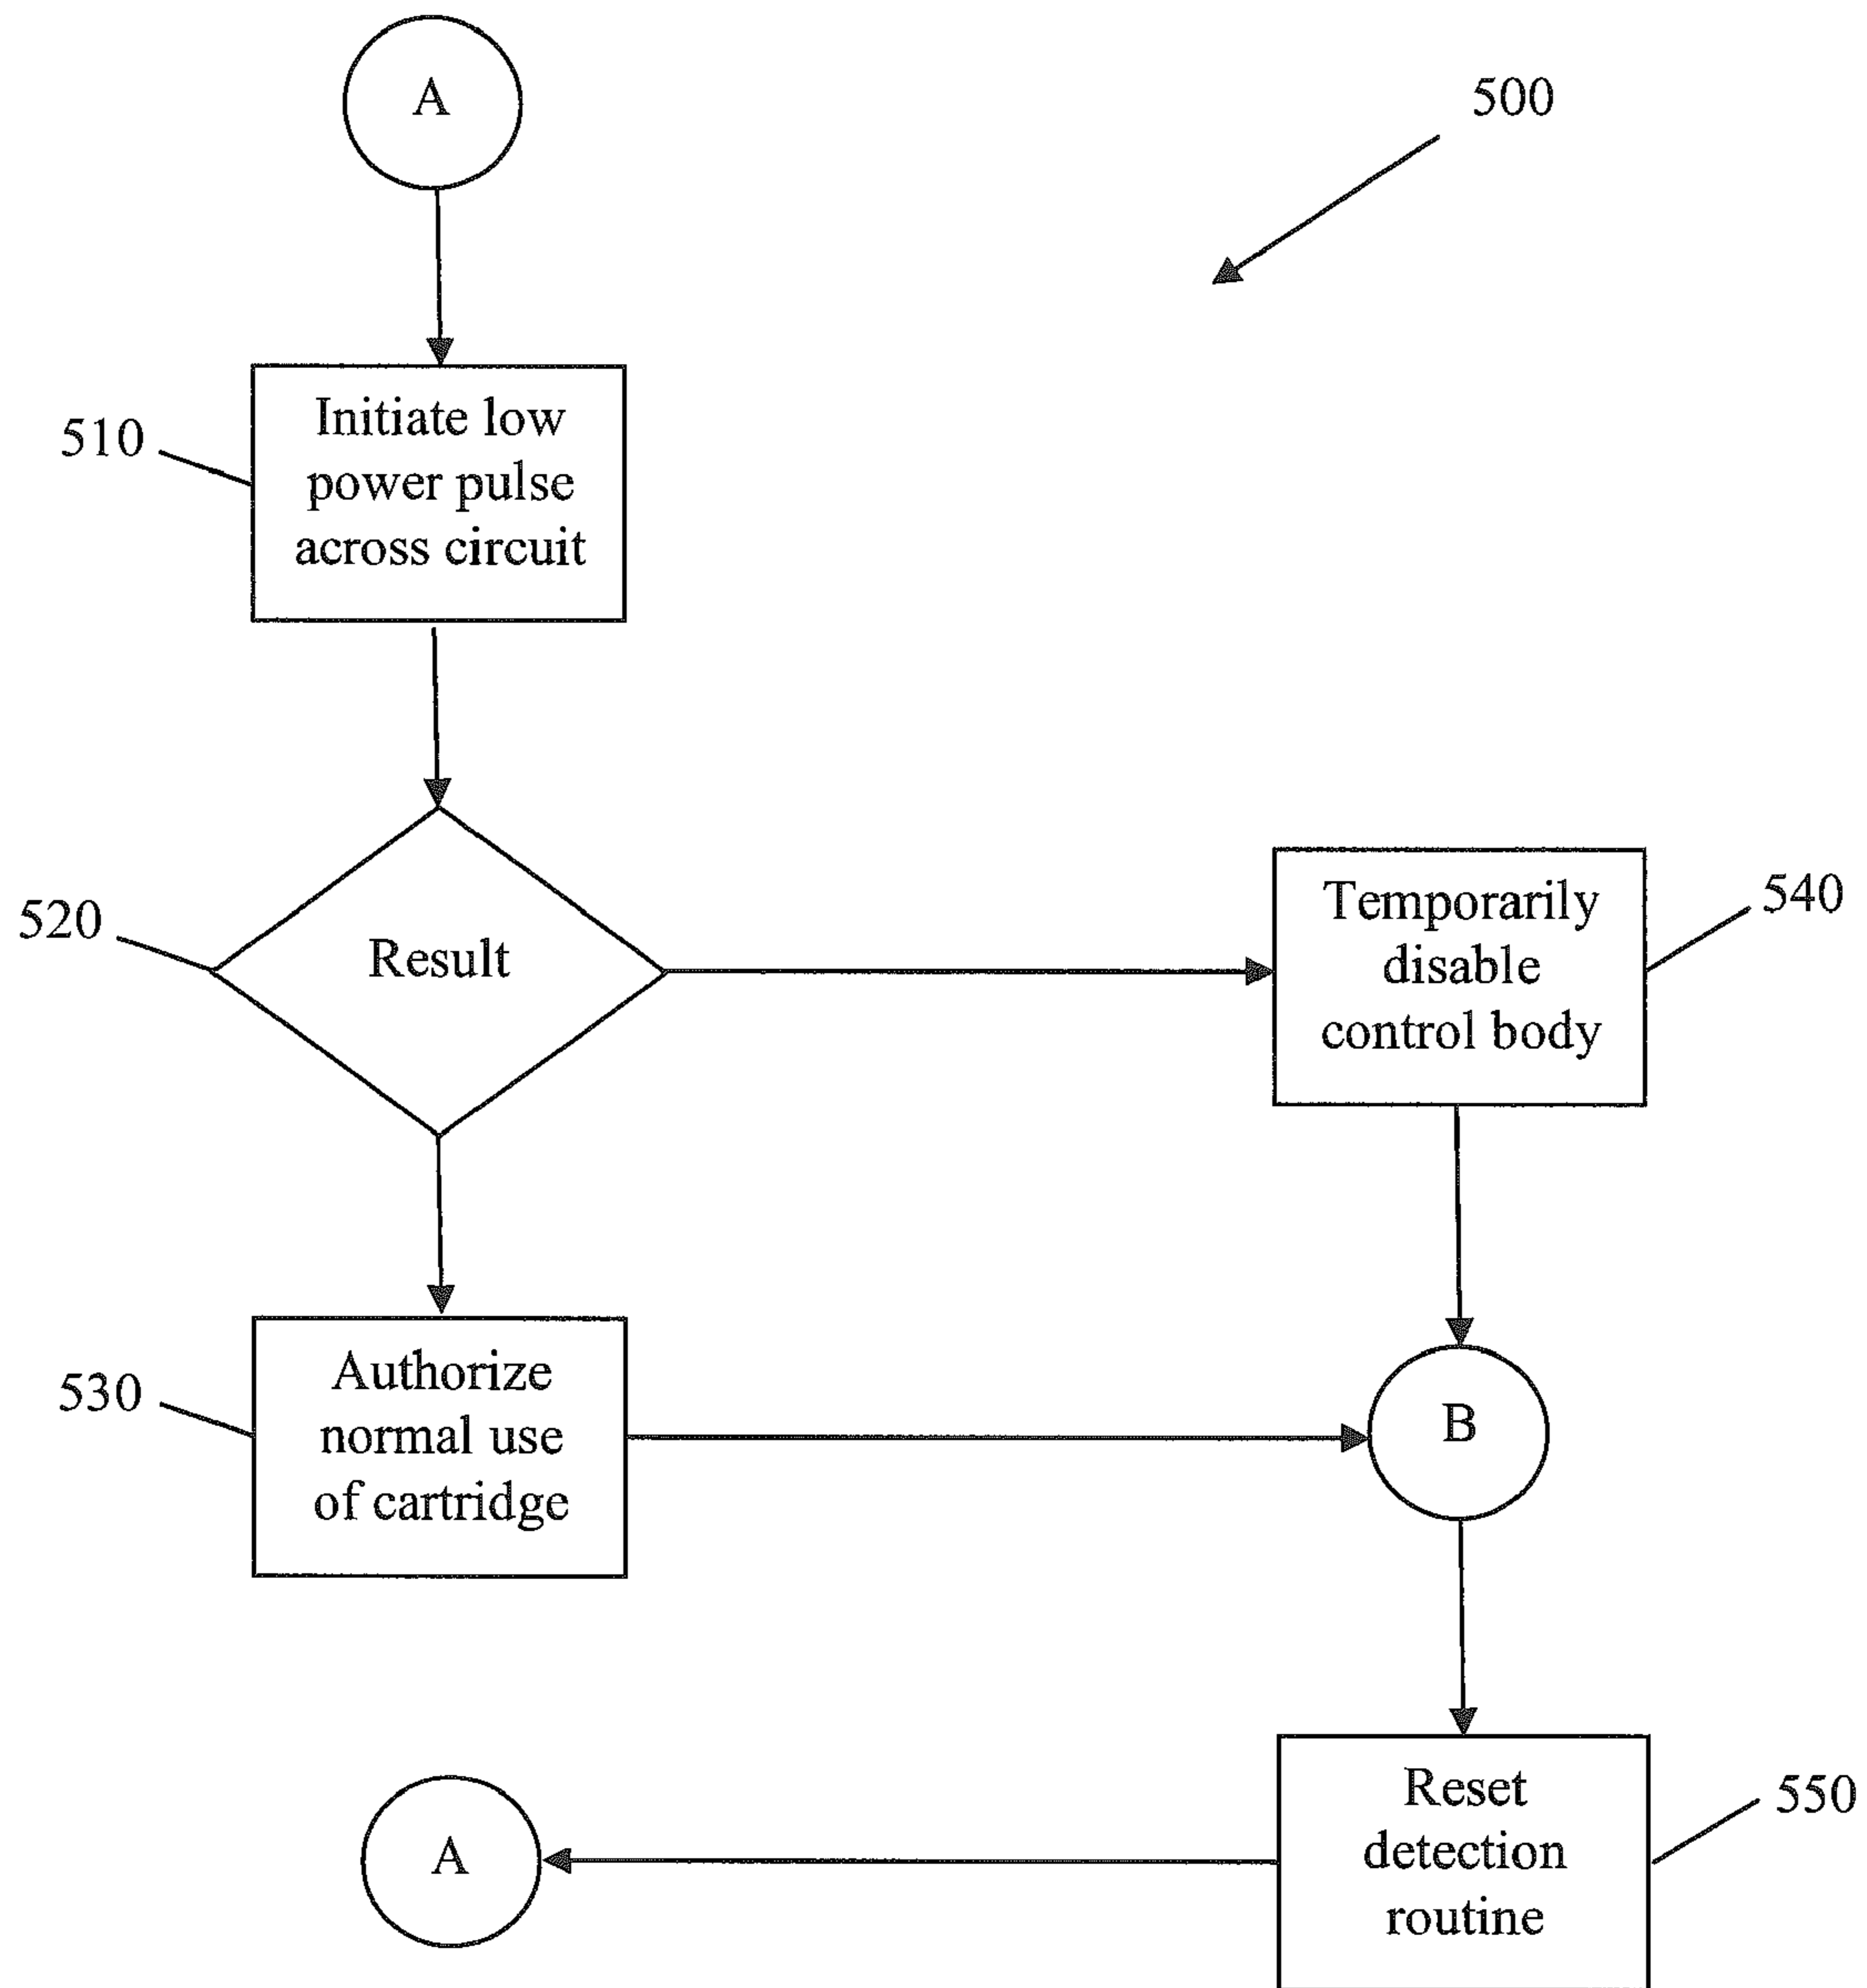 A
500
510
Initiate low
power pulse
across circuit
520
Result
Temporarily
disable
control body
540
530
Authorize
normal use
of cartridge
B
A
Reset
detection
routine
550